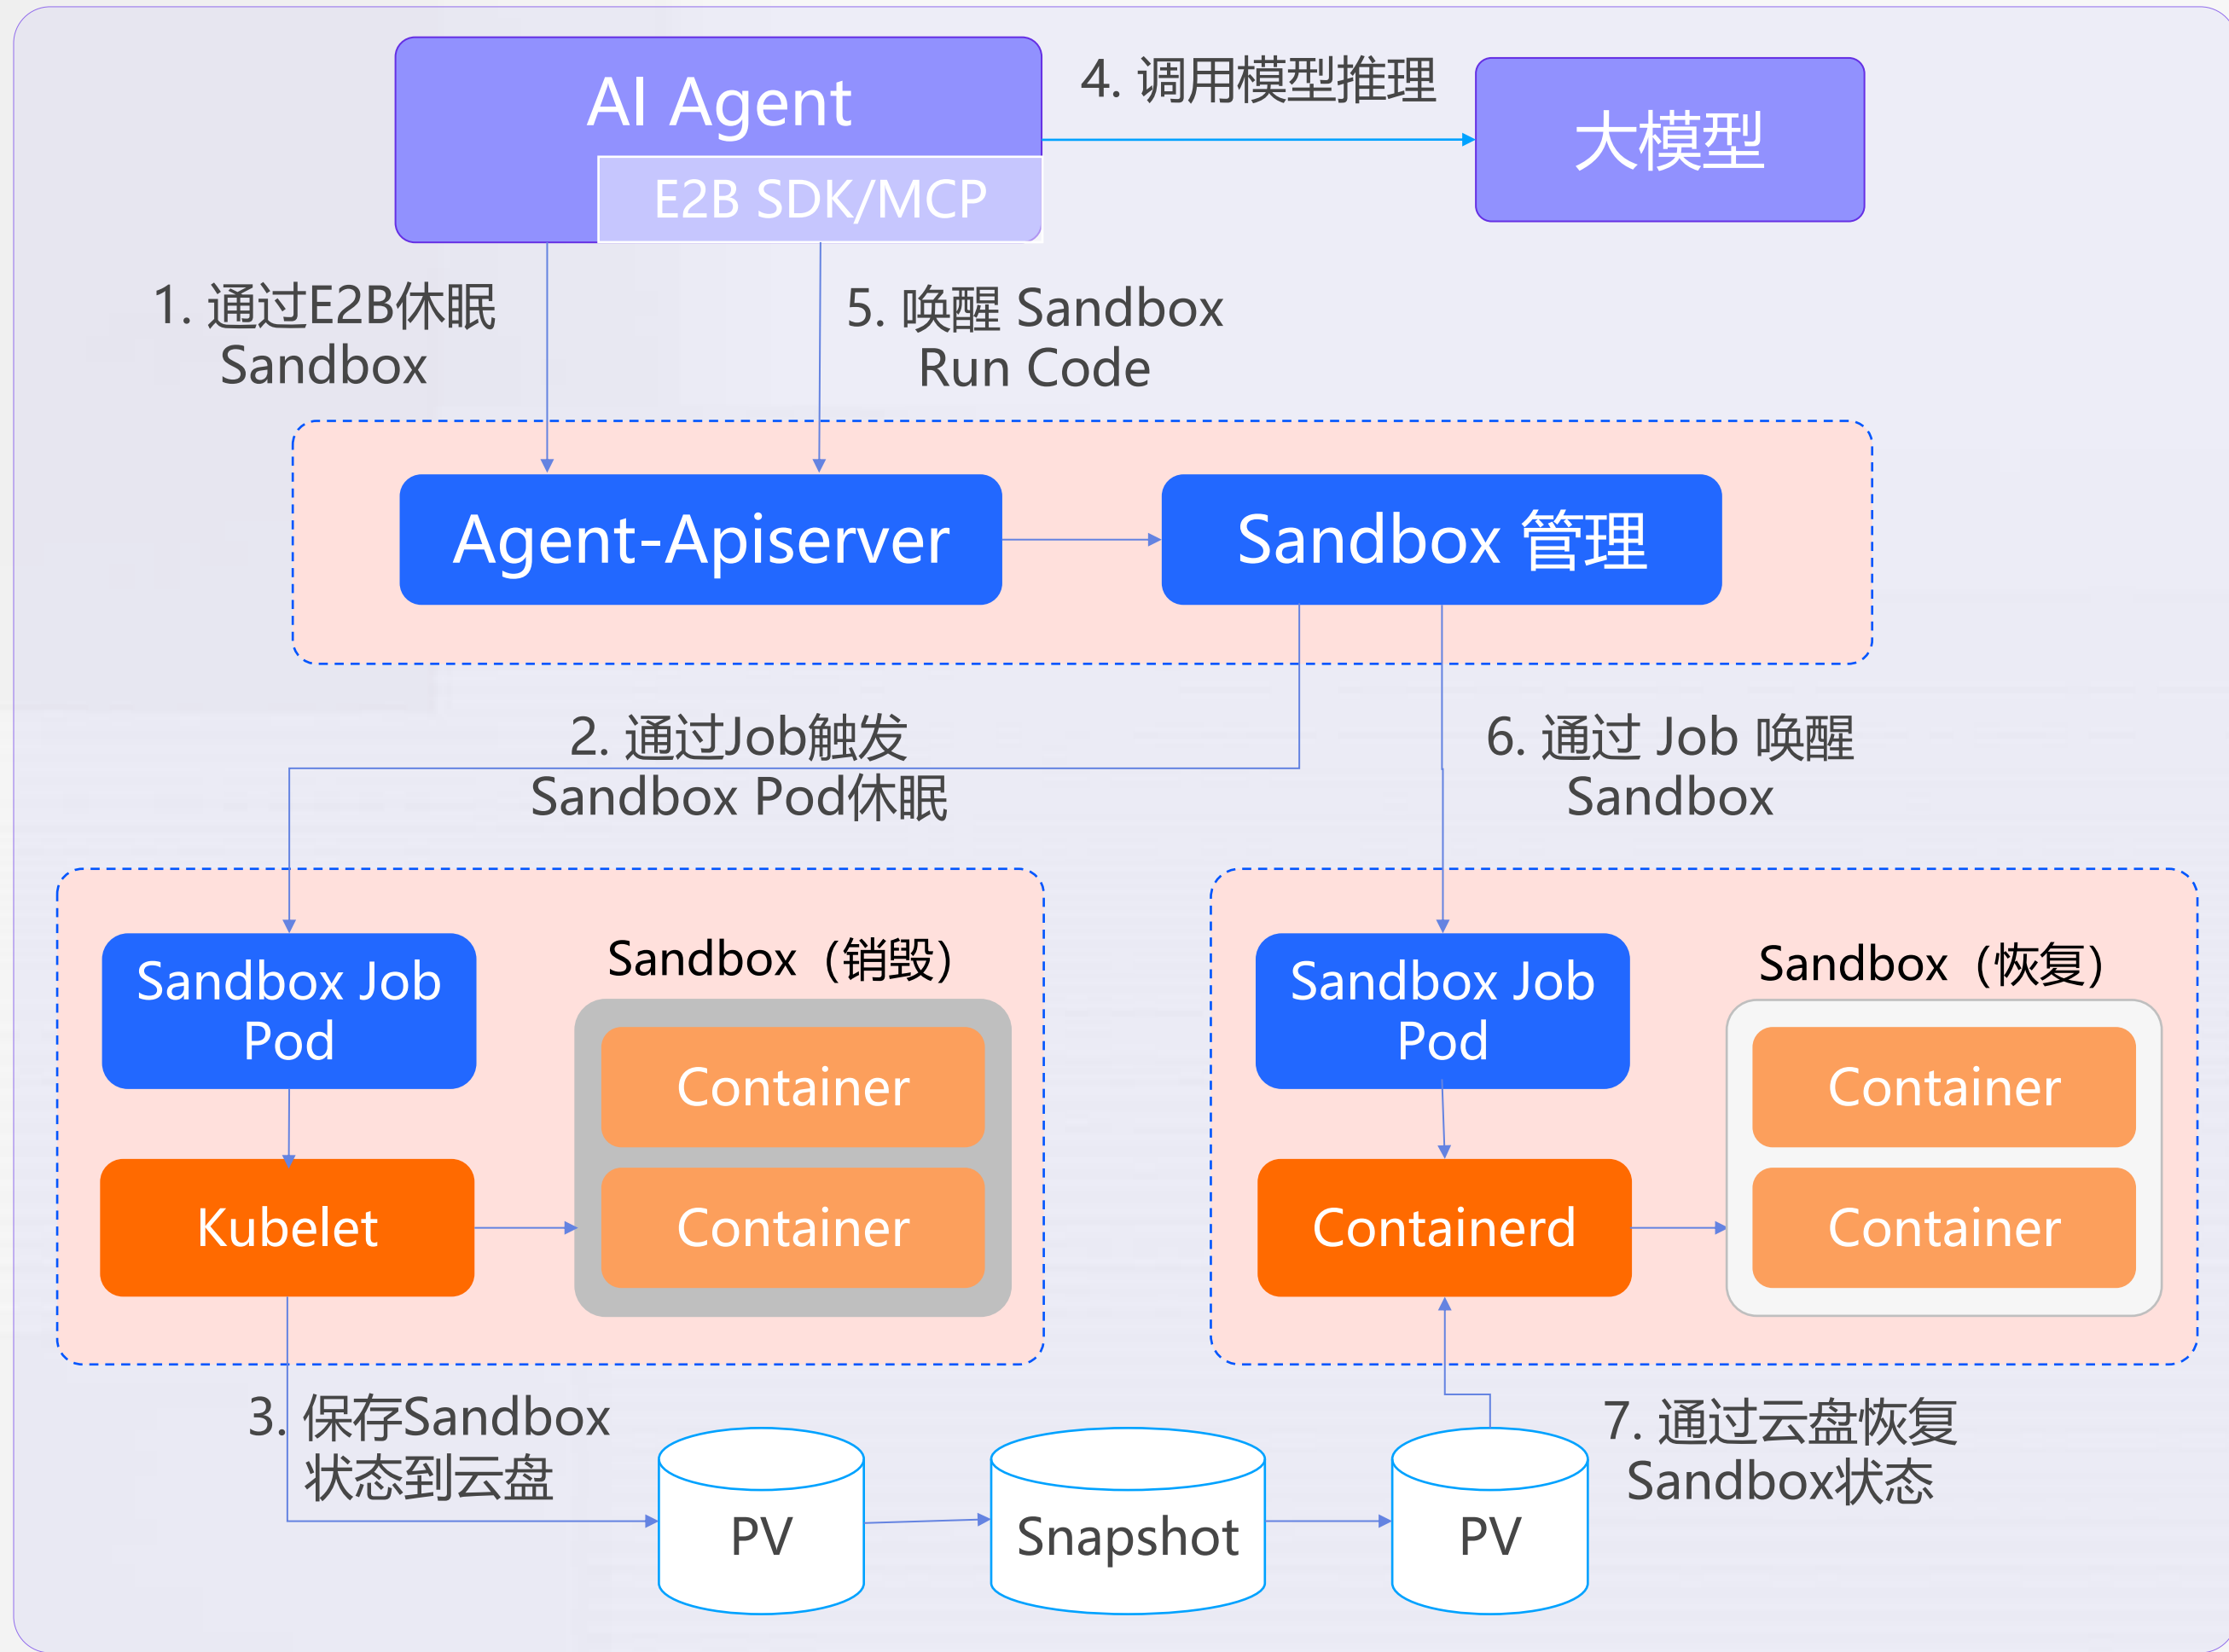 AI Agent
E2B SDK/MCP
4. 调用模型推理
大模型
1. 通过E2B休眠
Sandbox
5. 唤醒 Sandbox
Run Code
Agent-Apiserver
Sandbox 管理
2. 通过Job触发
Sandbox Pod休眠
6. 通过 Job 唤醒
Sandbox
Sandbox Job
Pod
Sandbox（销毁）
Container
Container
Kubelet
Sandbox Job
Pod
Sandbox（恢复）
Container
Container
Containerd
3. 保存Sandbox
状态到云盘
7. 通过云盘恢复
Sandbox状态
PV
Snapshot
PV